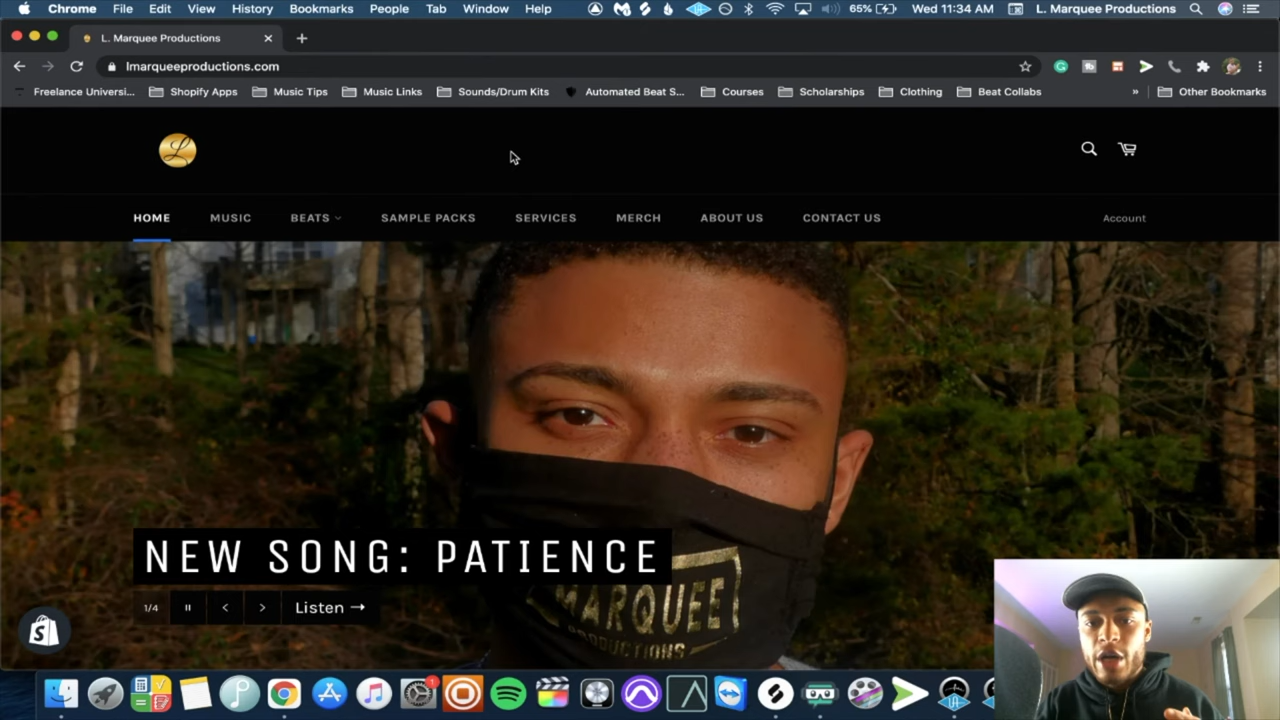 Chrome File Edit View History Bookmarks People Tab Window Help 65% Wed 11:34 AM L. Marquee Productions
L. Marquee Productions
lmarqueeproductions.com
Freelance Universi... Shopify Apps Music Tips Music Links Sounds/Drum Kits Automated Beat S... Courses Scholarships Clothing Beat Collabs » Other Bookmarks
L
HOME MUSIC BEATS SAMPLE PACKS SERVICES MERCH ABOUT US CONTACT US Account
NEW SONG: PATIENCE
MARQUEE
PRODUCTIONS
1/4 Listen →